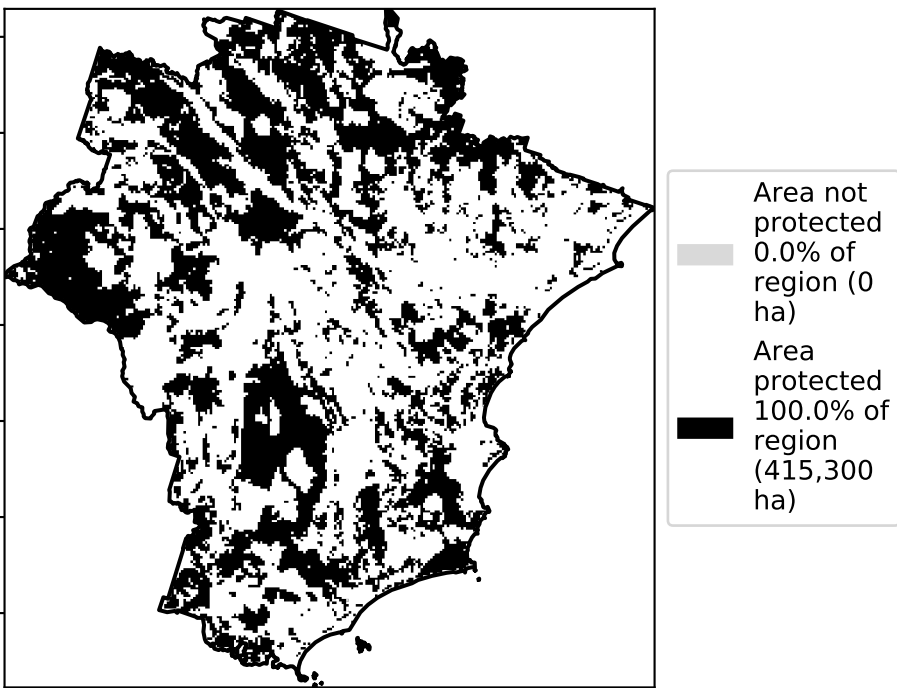 Area not
protected
0.0% of
region (0
ha)
Area
protected
100.0% of
region
(415,300
ha)